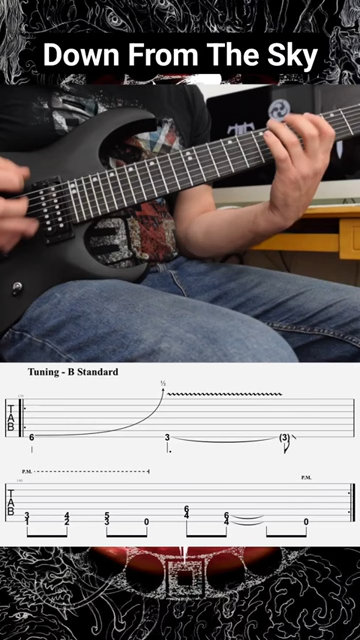 Down From The Sky
Tuning - B Standard
½
T
A
B
6 3 (3)
P.M. P.M.
T
A
B
6
3 4 5 4 6
1 2 3 0 4 0